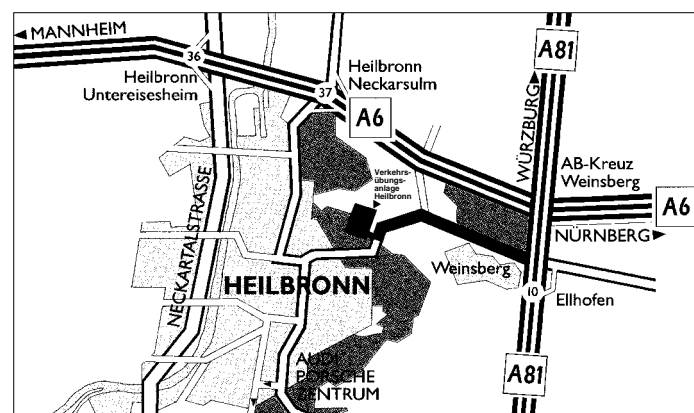 MANNHEIM
A81
36
Heilbronn
Untereisesheim
37
Heilbronn
Neckarsulm
A6
WÜRZBURG
AB-Kreuz
Weinsberg
A6
NÜRNBERG
Verkehrs-
übungs-
anlage
Heilbronn
NECKARTALSTRASSE
HEILBRONN
Weinsberg
10
Ellhofen
AUDI
PORSCHE
ZENTRUM
A81